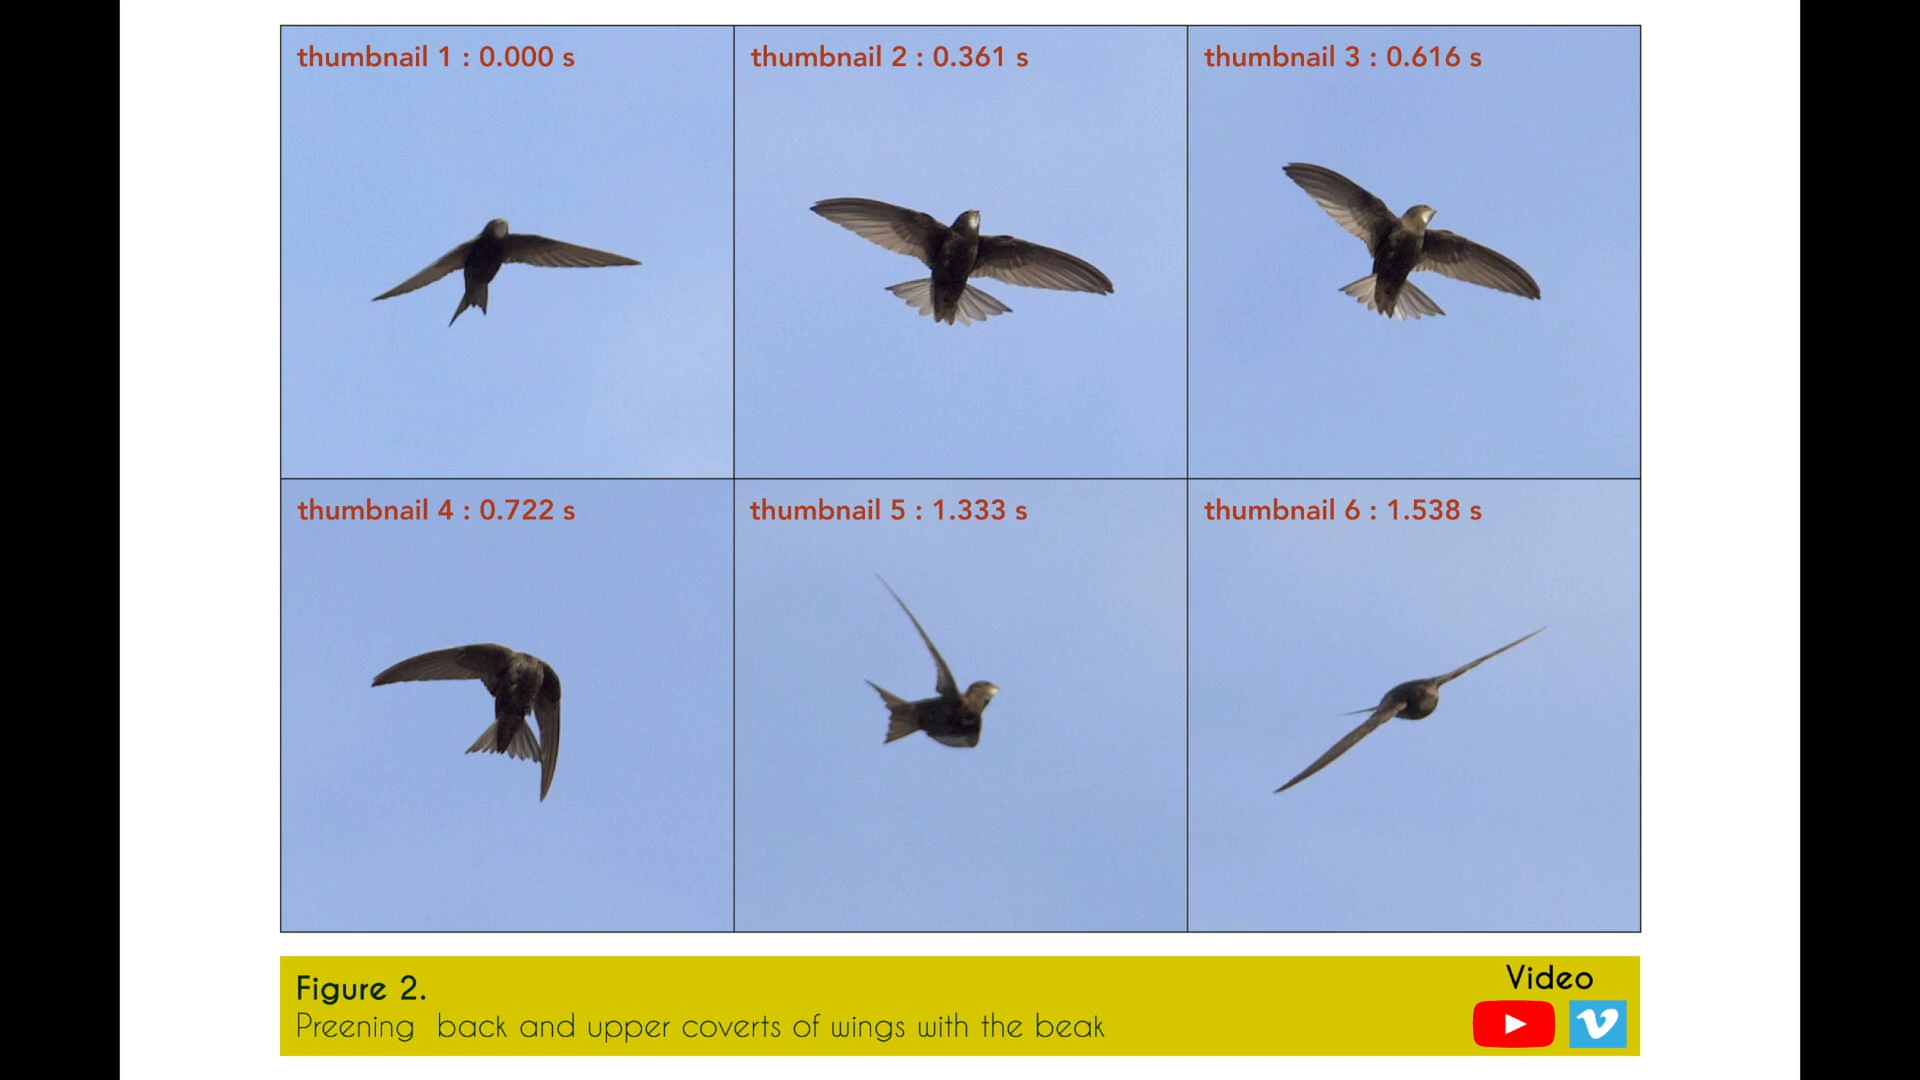 thumbnail 1 : 0.000 s
thumbnail 2 : 0.361 s
thumbnail 3 : 0.616 s
thumbnail 4 : 0.722 s
thumbnail 5 : 1.333 s
thumbnail 6 : 1.538 s
Figure 2.
Preening back and upper coverts of wings with the beak
Video